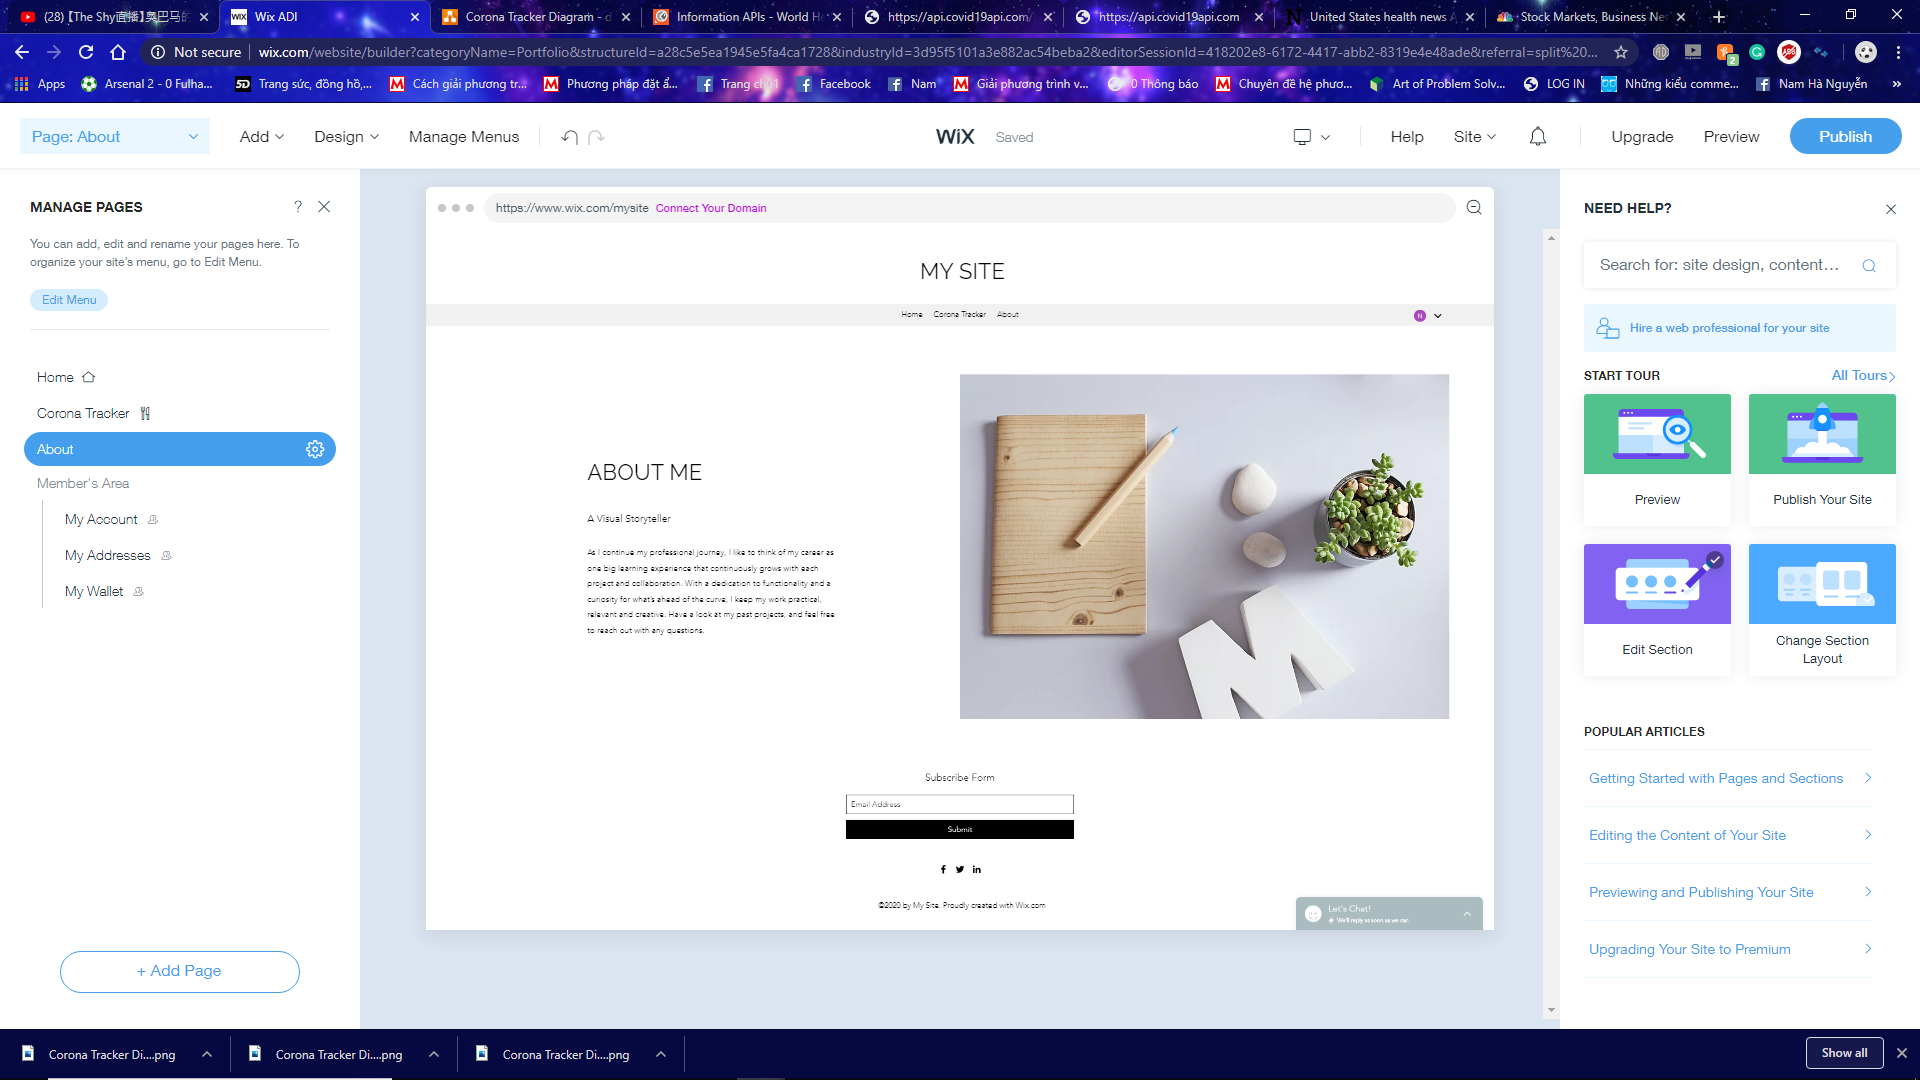 (28) [The Shy直播]奥巴马的
WiX Wix ADI
Corona Tracker Diagram - d
Information APIs - World He
https://api.covid19api.com/
https://api.covid19api.com
N United States health news A
Stock Markets, Business Ne
Not secure | wix.com/website/builder?categoryName=Portfolio&structureId=a28c5e5ea1945e5fa4ca1728&industryId=3d95f5101a3e882ac54beba2&editorSessionId=418202e8-6172-4417-abb2-8319e4e48ade&referral=split%20...
Apps
Arsenal 2 - 0 Fulha...
Trang sức, đồng hồ,...
Cách giải phương tr...
Phương pháp đặt ẩ...
Trang chủ1
Facebook
Nam
Giải phương trình v...
0 Thông báo
Chuyên đề hệ phư...
Art of Problem Solv...
LOG IN
Những kiểu comme...
Nam Hà Nguyễn
»
Page: About
Add
Design
Manage Menus
WiX
Saved
Help
Site
Upgrade
Preview
Publish
MANAGE PAGES
?
You can add, edit and rename your pages here. To
organize your site's menu, go to Edit Menu.
Edit Menu
Home
Corona Tracker
About
Member's Area
My Account
My Addresses
My Wallet
+ Add Page
https://www.wix.com/mysite Connect Your Domain
MY SITE
Home Corona Tracker About
N
ABOUT ME
A Visual Storyteller
As I continue my professional journey, I like to think of my career as
one big learning experience that continuously grows with each
project and collaboration. With a dedication to functionality and a
curiosity for what's ahead of the curve, I keep my work practical,
relevant and creative. Have a look at my past projects, and feel free
to reach out with any questions.
M
Subscribe Form
Email Address
Submit
©2020 by My Site. Proudly created with Wix.com
Let's Chat!
We'll reply as soon as we can
NEED HELP?
Search for: site design, content...
Hire a web professional for your site
START TOUR
All Tours
Preview
Publish Your Site
Edit Section
Change Section
Layout
POPULAR ARTICLES
Getting Started with Pages and Sections
Editing the Content of Your Site
Previewing and Publishing Your Site
Upgrading Your Site to Premium
Corona Tracker Di....png
Corona Tracker Di....png
Corona Tracker Di....png
Show all